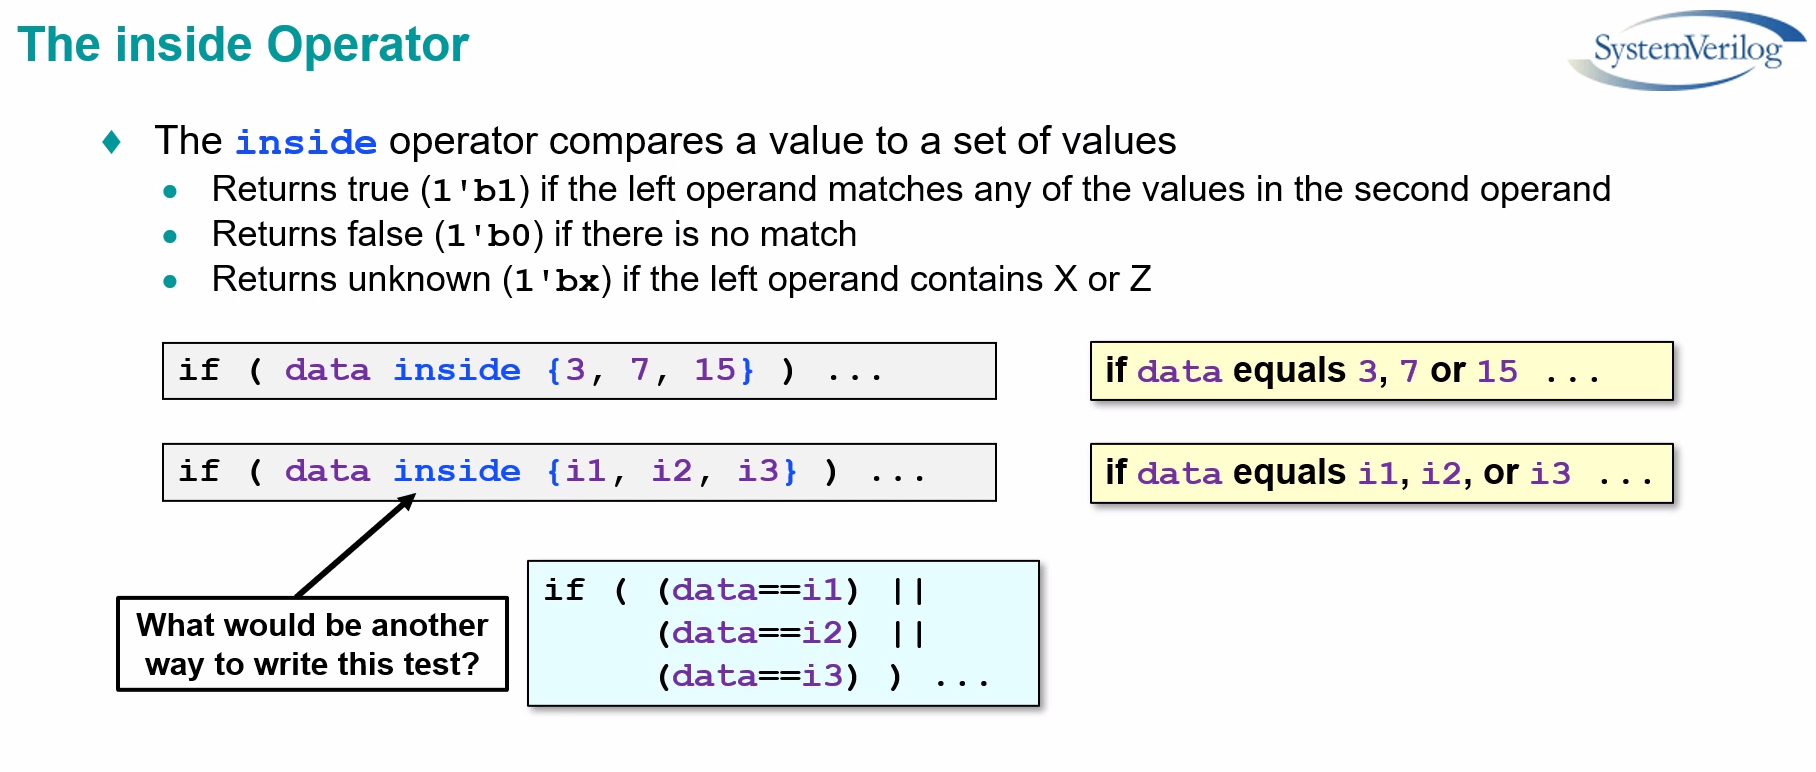 The inside Operator
SystemVerilog
The inside operator compares a value to a set of values
Returns true (1'b1) if the left operand matches any of the values in the second operand
Returns false (1'b0) if there is no match
Returns unknown (1'bx) if the left operand contains X or Z
if ( data inside {3, 7, 15} ) ...
if data equals 3, 7 or 15 ...
if ( data inside {i1, i2, i3} ) ...
if data equals i1, i2, or i3 ...
What would be another
way to write this test?
if ( (data==i1) ||
(data==i2) ||
(data==i3) ) ...